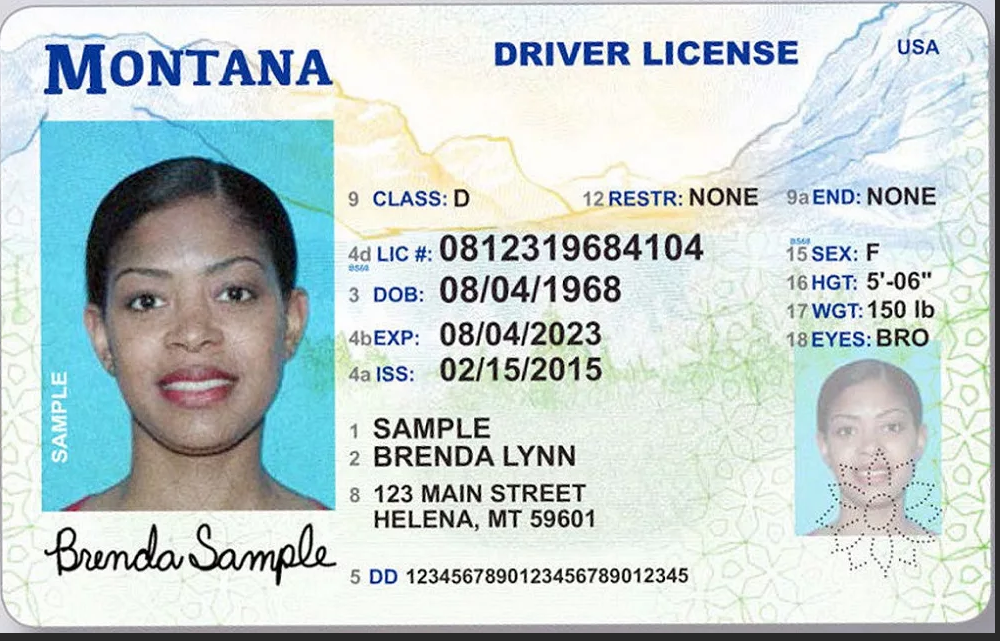 MONTANA
DRIVER LICENSE
USA
9 CLASS: D
12 RESTR: NONE
9a END: NONE
4d LIC #: 0812319684104
BS68
3 DOB: 08/04/1968
4b EXP: 08/04/2023
4a ISS: 02/15/2015
BS68
15 SEX: F
16 HGT: 5'-06"
17 WGT: 150 lb
18 EYES: BRO
1 SAMPLE
2 BRENDA LYNN
8 123 MAIN STREET
HELENA, MT 59601
5 DD 1234567890123456789012345
SAMPLE
Brenda Sample